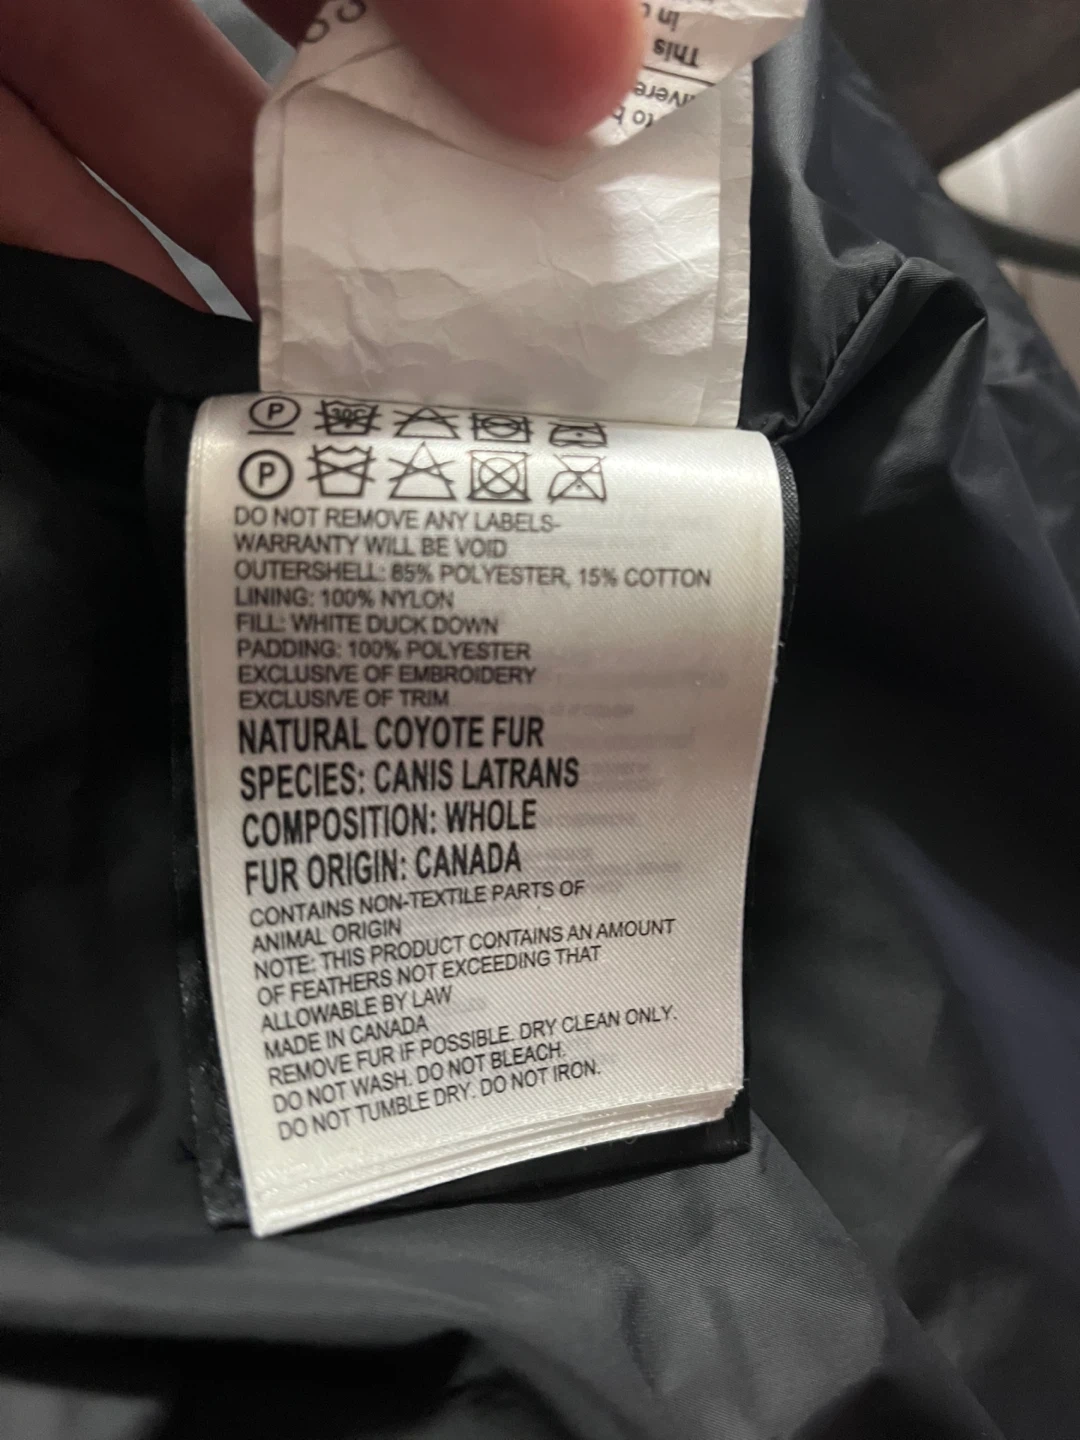 This
In
to b
P
30C
P
DO NOT REMOVE ANY LABELS-
WARRANTY WILL BE VOID
OUTERSHELL: 85% POLYESTER, 15% COTTON
LINING: 100% NYLON
FILL: WHITE DUCK DOWN
PADDING: 100% POLYESTER
EXCLUSIVE OF EMBROIDERY
EXCLUSIVE OF TRIM
NATURAL COYOTE FUR
SPECIES: CANIS LATRANS
COMPOSITION: WHOLE
FUR ORIGIN: CANADA
CONTAINS NON-TEXTILE PARTS OF
ANIMAL ORIGIN
NOTE: THIS PRODUCT CONTAINS AN AMOUNT
OF FEATHERS NOT EXCEEDING THAT
ALLOWABLE BY LAW
MADE IN CANADA
REMOVE FUR IF POSSIBLE. DRY CLEAN ONLY.
DO NOT WASH. DO NOT BLEACH.
DO NOT TUMBLE DRY. DO NOT IRON.